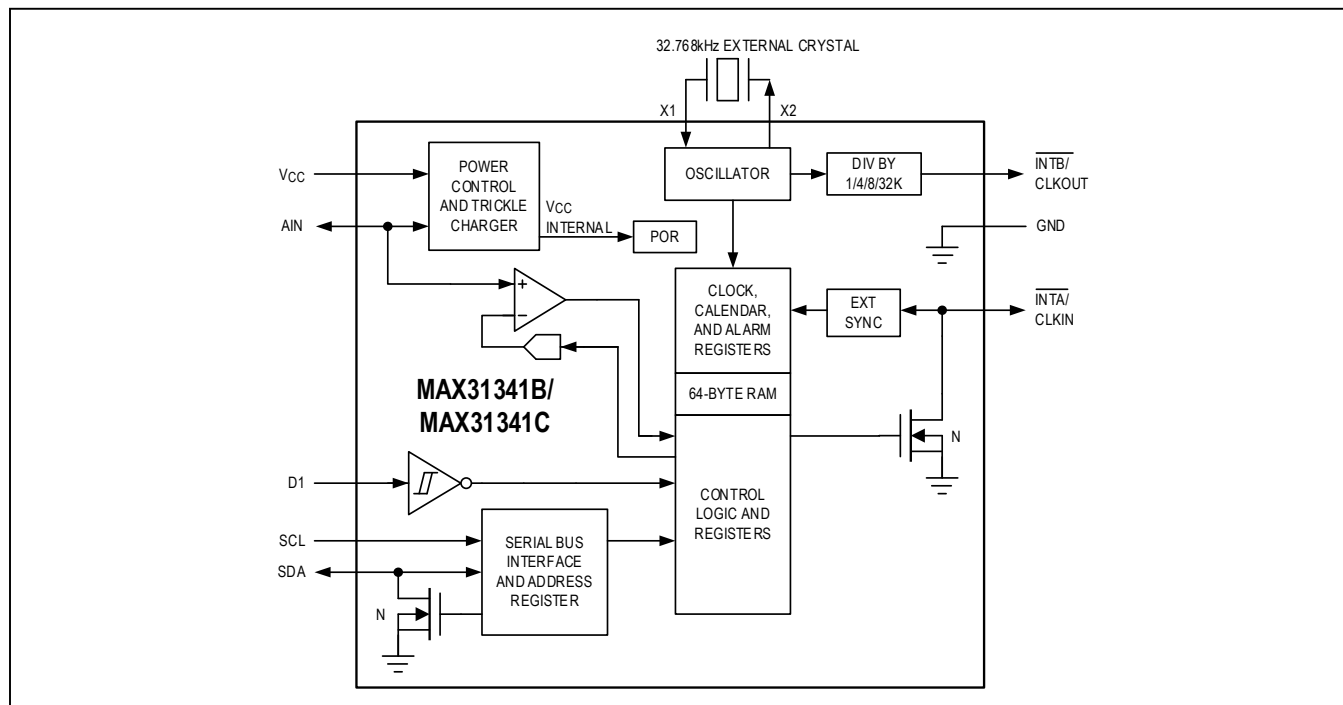 32.768kHz EXTERNAL CRYSTAL
X1
X2
POWER
CONTROL
AND TRICKLE
CHARGER
VCC
AIN
VCC
INTERNAL
POR
OSCILLATOR
DIV BY
1/4/8/32K
INTB/
CLKOUT
GND
+
−
CLOCK,
CALENDAR,
AND ALARM
REGISTERS
EXT
SYNC
INTA/
CLKIN
MAX31341B/
MAX31341C
64-BYTE RAM
N
D1
CONTROL
LOGIC AND
REGISTERS
SCL
SDA
SERIAL BUS
INTERFACE
AND ADDRESS
REGISTER
N